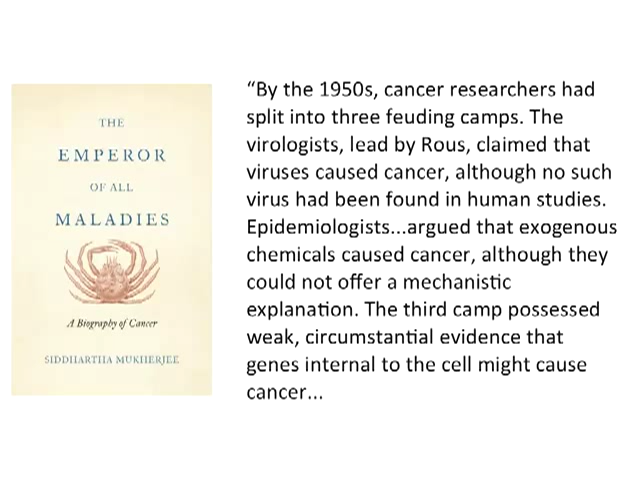 THE
EMPEROR
OF ALL
MALADIES
A Biography of Cancer
SIDDHARTHA MUKHERJEE
“By the 1950s, cancer researchers had
split into three feuding camps. The
virologists, lead by Rous, claimed that
viruses caused cancer, although no such
virus had been found in human studies.
Epidemiologists...argued that exogenous
chemicals caused cancer, although they
could not offer a mechanistic
explanation. The third camp possessed
weak, circumstantial evidence that
genes internal to the cell might cause
cancer...